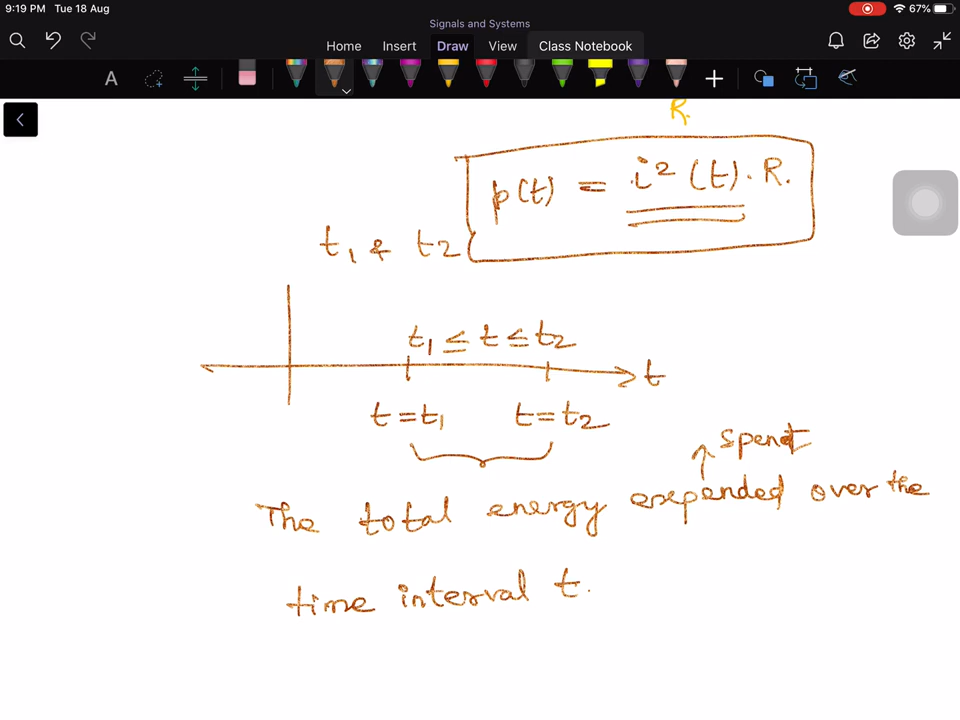 9:19 PM Tue 18 Aug
67%
Signals and Systems
Home Insert Draw View Class Notebook
A
R.
p(t) = i²(t). R.
t₁ & t₂
t₁ ≤ t ≤ t₂
t
t=t₁ t=t₂
spent
The total energy expended over the
time interval t.